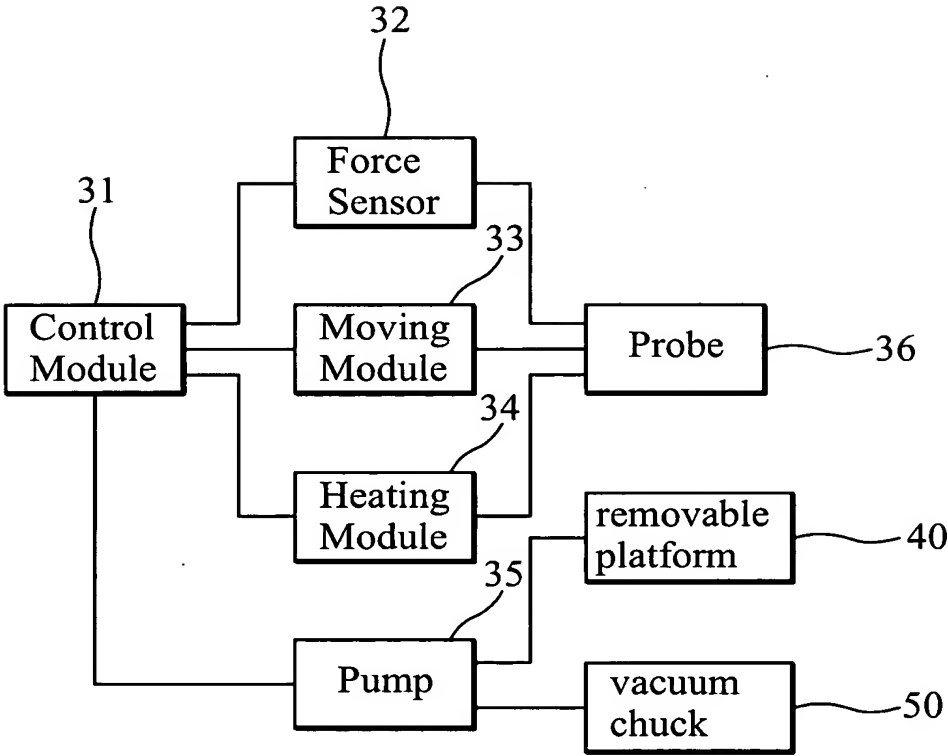 32
Force
Sensor
31
33
Control
Module
Moving
Module
Probe
36
34
Heating
Module
removable
platform
40
35
Pump
vacuum
chuck
50